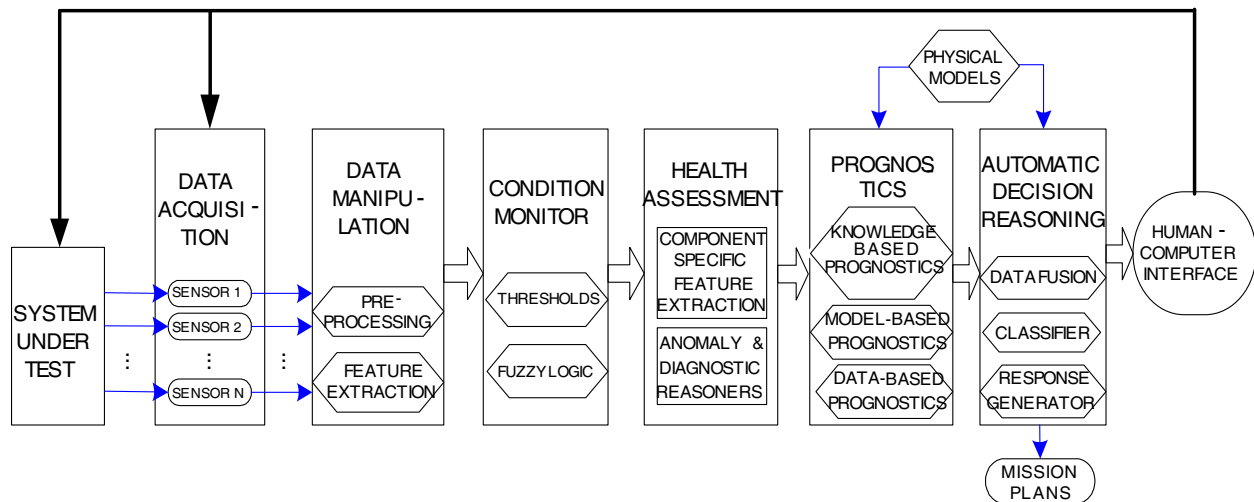 PHYSICAL
MODELS
SYSTEM
UNDER
TEST
DATA
ACQUISI -
TION
SENSOR 1
SENSOR 2
...
SENSOR N
DATA
MANIPU -
LATION
PRE-
PROCESSING
FEATURE
EXTRACTION
CONDITION
MONITOR
THRESHOLDS
FUZZY LOGIC
HEALTH
ASSESSMENT
COMPONENT
SPECIFIC
FEATURE
EXTRACTION
ANOMALY &
DIAGNOSTIC
REASONERS
PROGNOS-
TICS
KNOWLEDGE
BASED
PROGNOSTICS
MODEL-BASED
PROGNOSTICS
DATA-BASED
PROGNOSTICS
AUTOMATIC
DECISION
REASONING
DATA FUSION
CLASSIFIER
RESPONSE
GENERATOR
MISSION
PLANS
HUMAN -
COMPUTER
INTERFACE